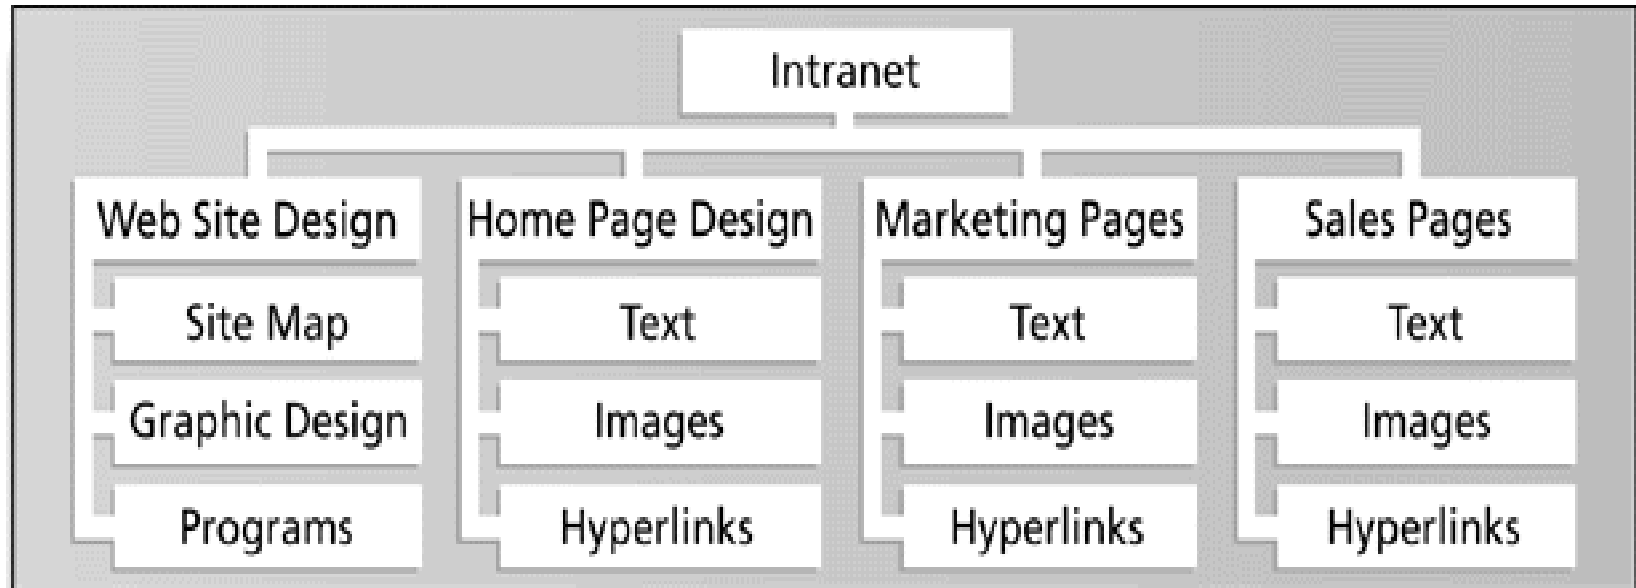 Intranet
Web Site Design
Home Page Design
Marketing Pages
Sales Pages
Site Map
Text
Text
Text
Graphic Design
Images
Images
Images
Programs
Hyperlinks
Hyperlinks
Hyperlinks